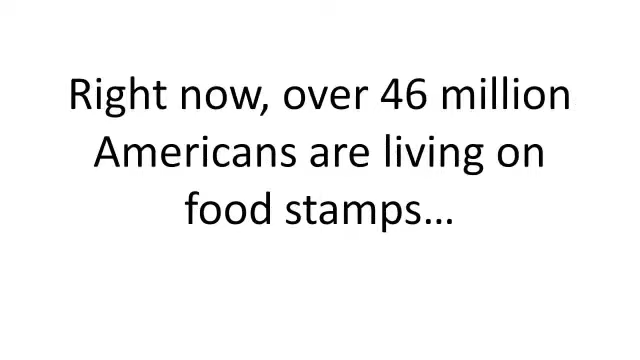 Right now, over 46 million
Americans are living on
food stamps…